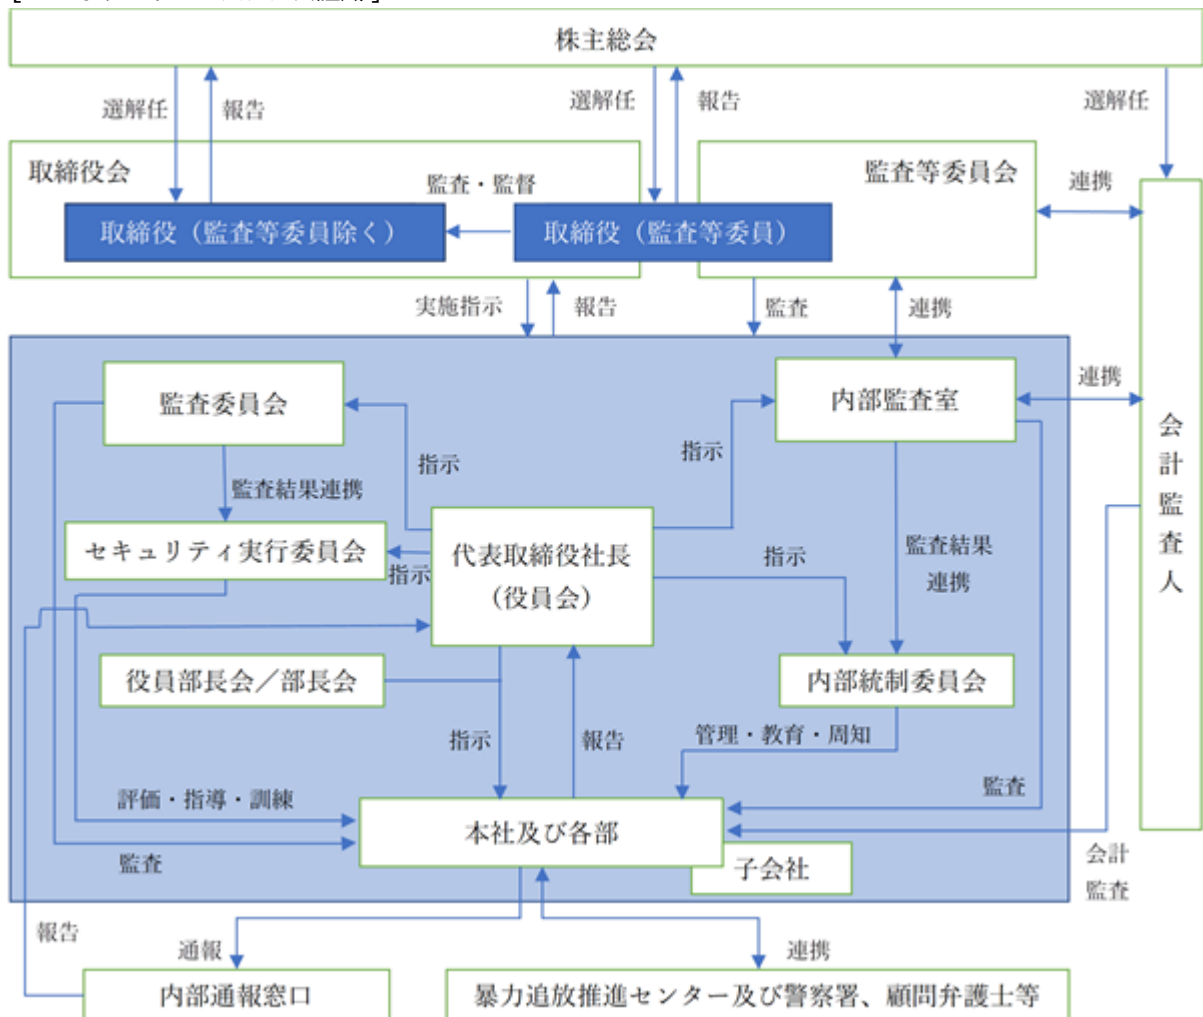 株主総会
選解任
報告
選解任
報告
選解任
取締役会
監査・監督
監査等委員会
連携
取締役（監査等委員除く）
取締役（監査等委員）
実施指示
報告
監査
連携
監査委員会
内部監査室
連携
指示
指示
監査結果連携
会計監査人
セキュリティ実行委員会
指示
代表取締役社長
（役員会）
指示
監査結果
連携
役員部長会／部長会
内部統制委員会
指示
報告
管理・教育・周知
評価・指導・訓練
監査
本社及び各部
監査
子会社
会計
監査
報告
通報
連携
内部通報窓口
暴力追放推進センター及び警察署、顧問弁護士等